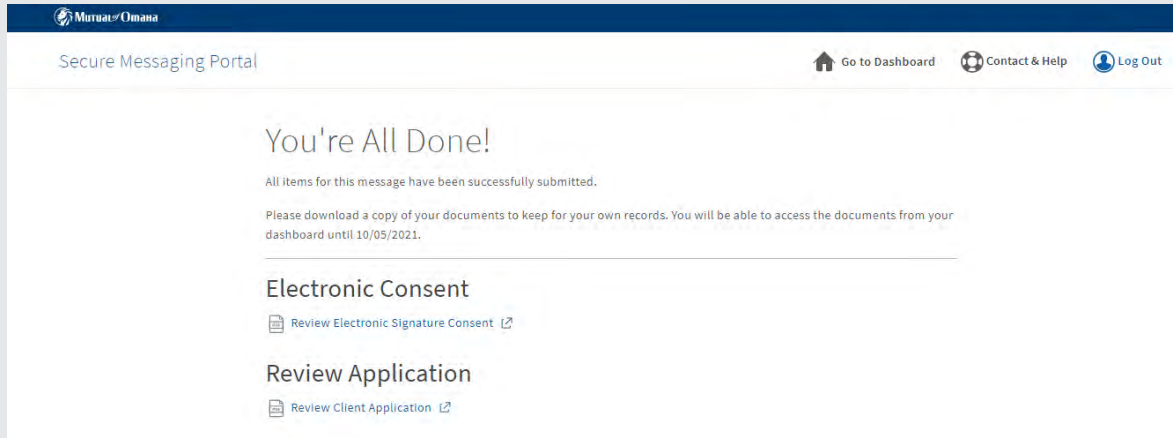 Mutual of Omaha
Secure Messaging Portal
Go to Dashboard
Contact & Help
Log Out
You're All Done!
All items for this message have been successfully submitted.
Please download a copy of your documents to keep for your own records. You will be able to access the documents from your
dashboard until 10/05/2021.
Electronic Consent
Review Electronic Signature Consent
Review Application
Review Client Application